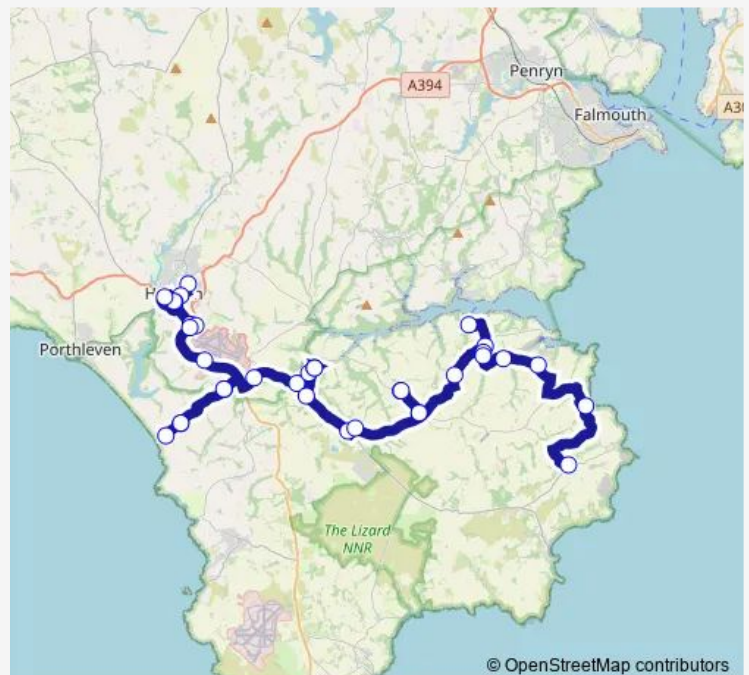 Penryn
A394
Falmouth
Porthleven
The Lizard
NNR
© OpenStreetMap contributors